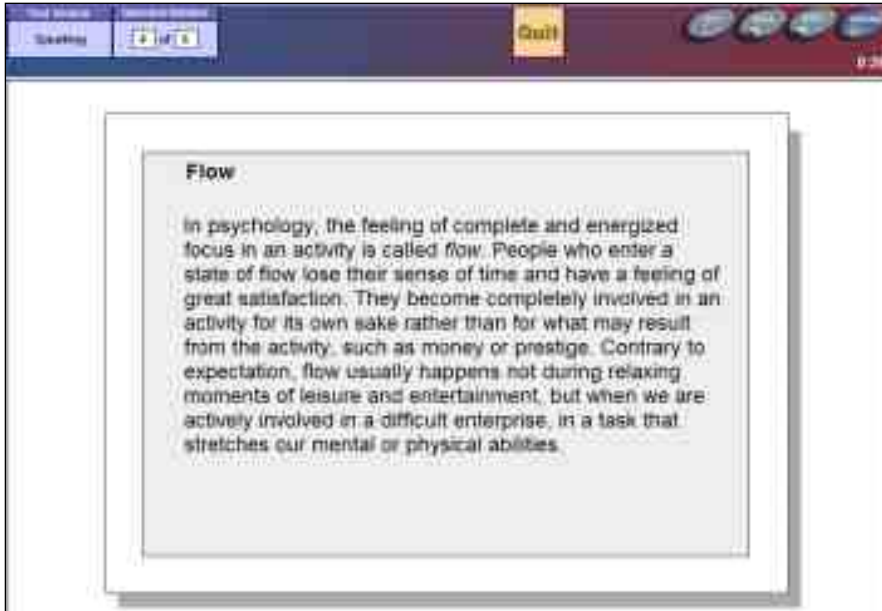 Speaking
of
Quit
Flow
In psychology, the feeling of complete and energized
focus in an activity is called flow. People who enter a
state of flow lose their sense of time and have a feeling of
great satisfaction. They become completely involved in an
activity for its own sake rather than for what may result
from the activity, such as money or prestige. Contrary to
expectation, flow usually happens not during relaxing
moments of leisure and entertainment, but when we are
actively involved in a difficult enterprise, in a task that
stretches our mental or physical abilities.